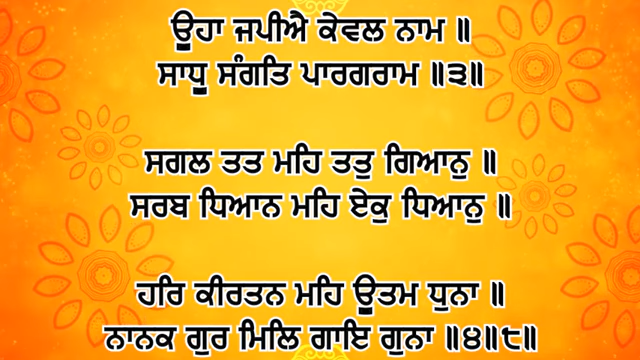 ਊਹਾ ਜਪੀਐ ਕੇਵਲ ਨਾਮ ॥
ਸਾਧੂ ਸੰਗਤਿ ਪਾਰਗਰਾਮ ॥੩॥
ਸਗਲ ਤਤ ਮਹਿ ਤਤੁ ਗਿਆਨੁ ॥
ਸਰਬ ਧਿਆਨ ਮਹਿ ਏਕੁ ਧਿਆਨੁ ॥
ਹਰਿ ਕੀਰਤਨ ਮਹਿ ਊਤਮ ਧੁਨਾ ॥
ਨਾਨਕ ਗੁਰ ਮਿਲਿ ਗਾਇ ਗੁਨਾ ॥੪॥੮॥